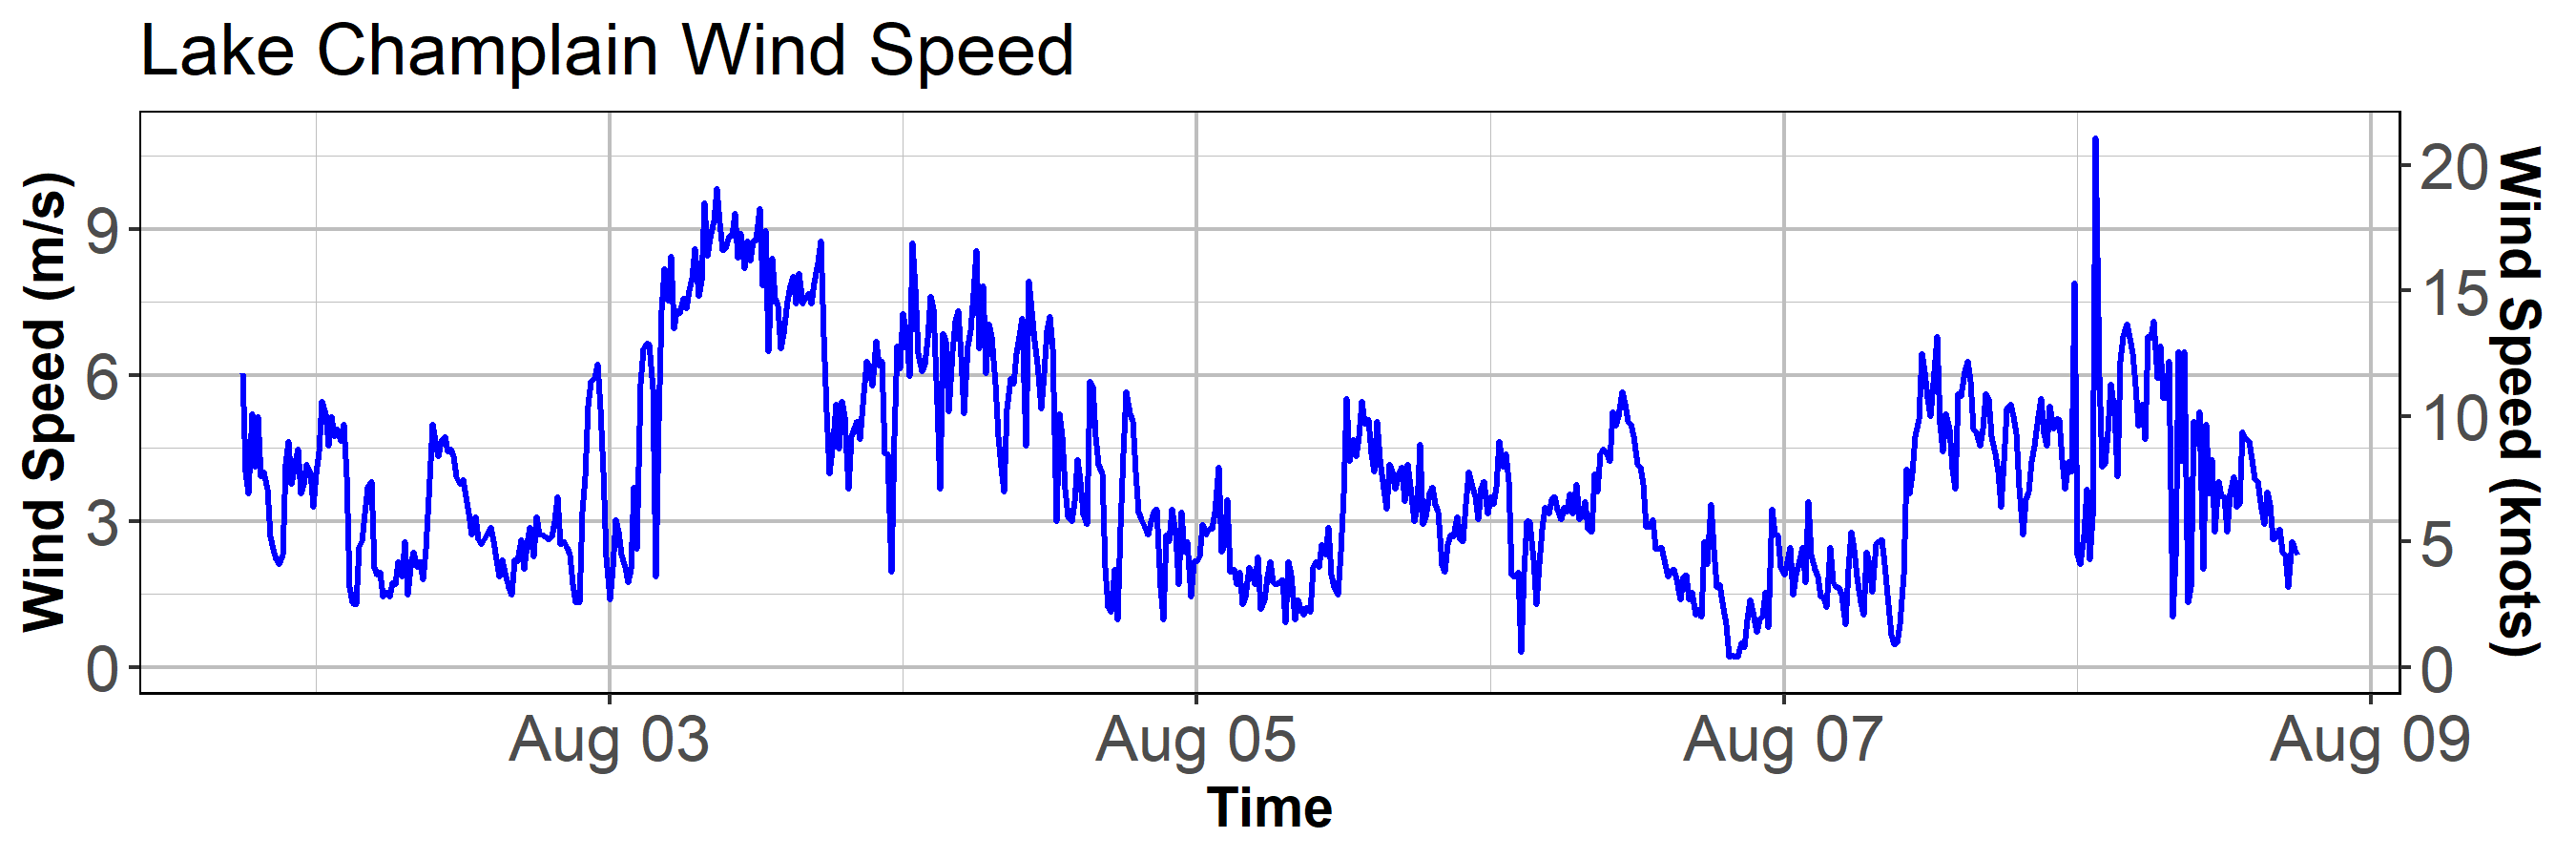 Lake Champlain Wind Speed
Wind Speed (m/s)
9
6
3
0
20
15
10
5
0
Wind Speed (knots)
Aug 03 Aug 05 Aug 07 Aug 09
Time